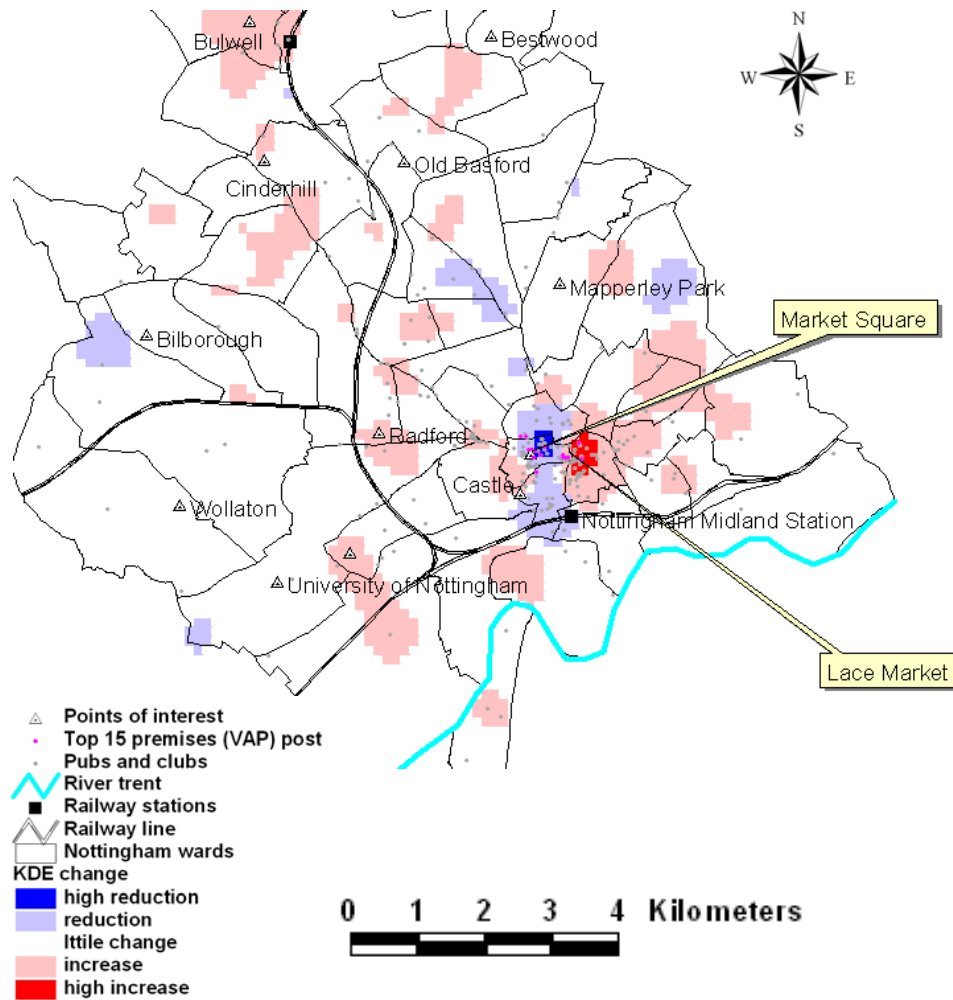 N
W
E
S
Bulwell
Bestwood
Cinderhill
Old Basford
Mapperley Park
Market Square
Bilborough
Radford
Castle
Wollaton
Nottingham Midland Station
University of Nottingham
Lace Market
Points of interest
Top 15 premises (VAP) post
Pubs and clubs
River trent
Railway stations
Railway line
Nottingham wards
KDE change
high reduction
reduction
lttile change
increase
high increase
0 1 2 3 4 Kilometers